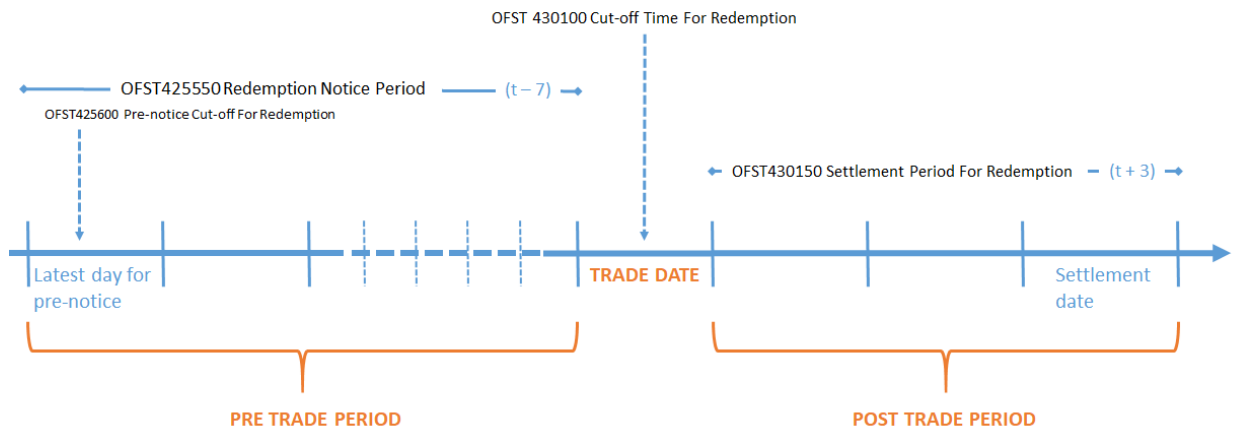 OFST 430100 Cut-off Time For Redemption
OFST425550 Redemption Notice Period (t – 7)
OFST425600 Pre-notice Cut-off For Redemption
OFST430150 Settlement Period For Redemption (t + 3)
Latest day for
pre-notice
TRADE DATE
Settlement
date
PRE TRADE PERIOD
POST TRADE PERIOD